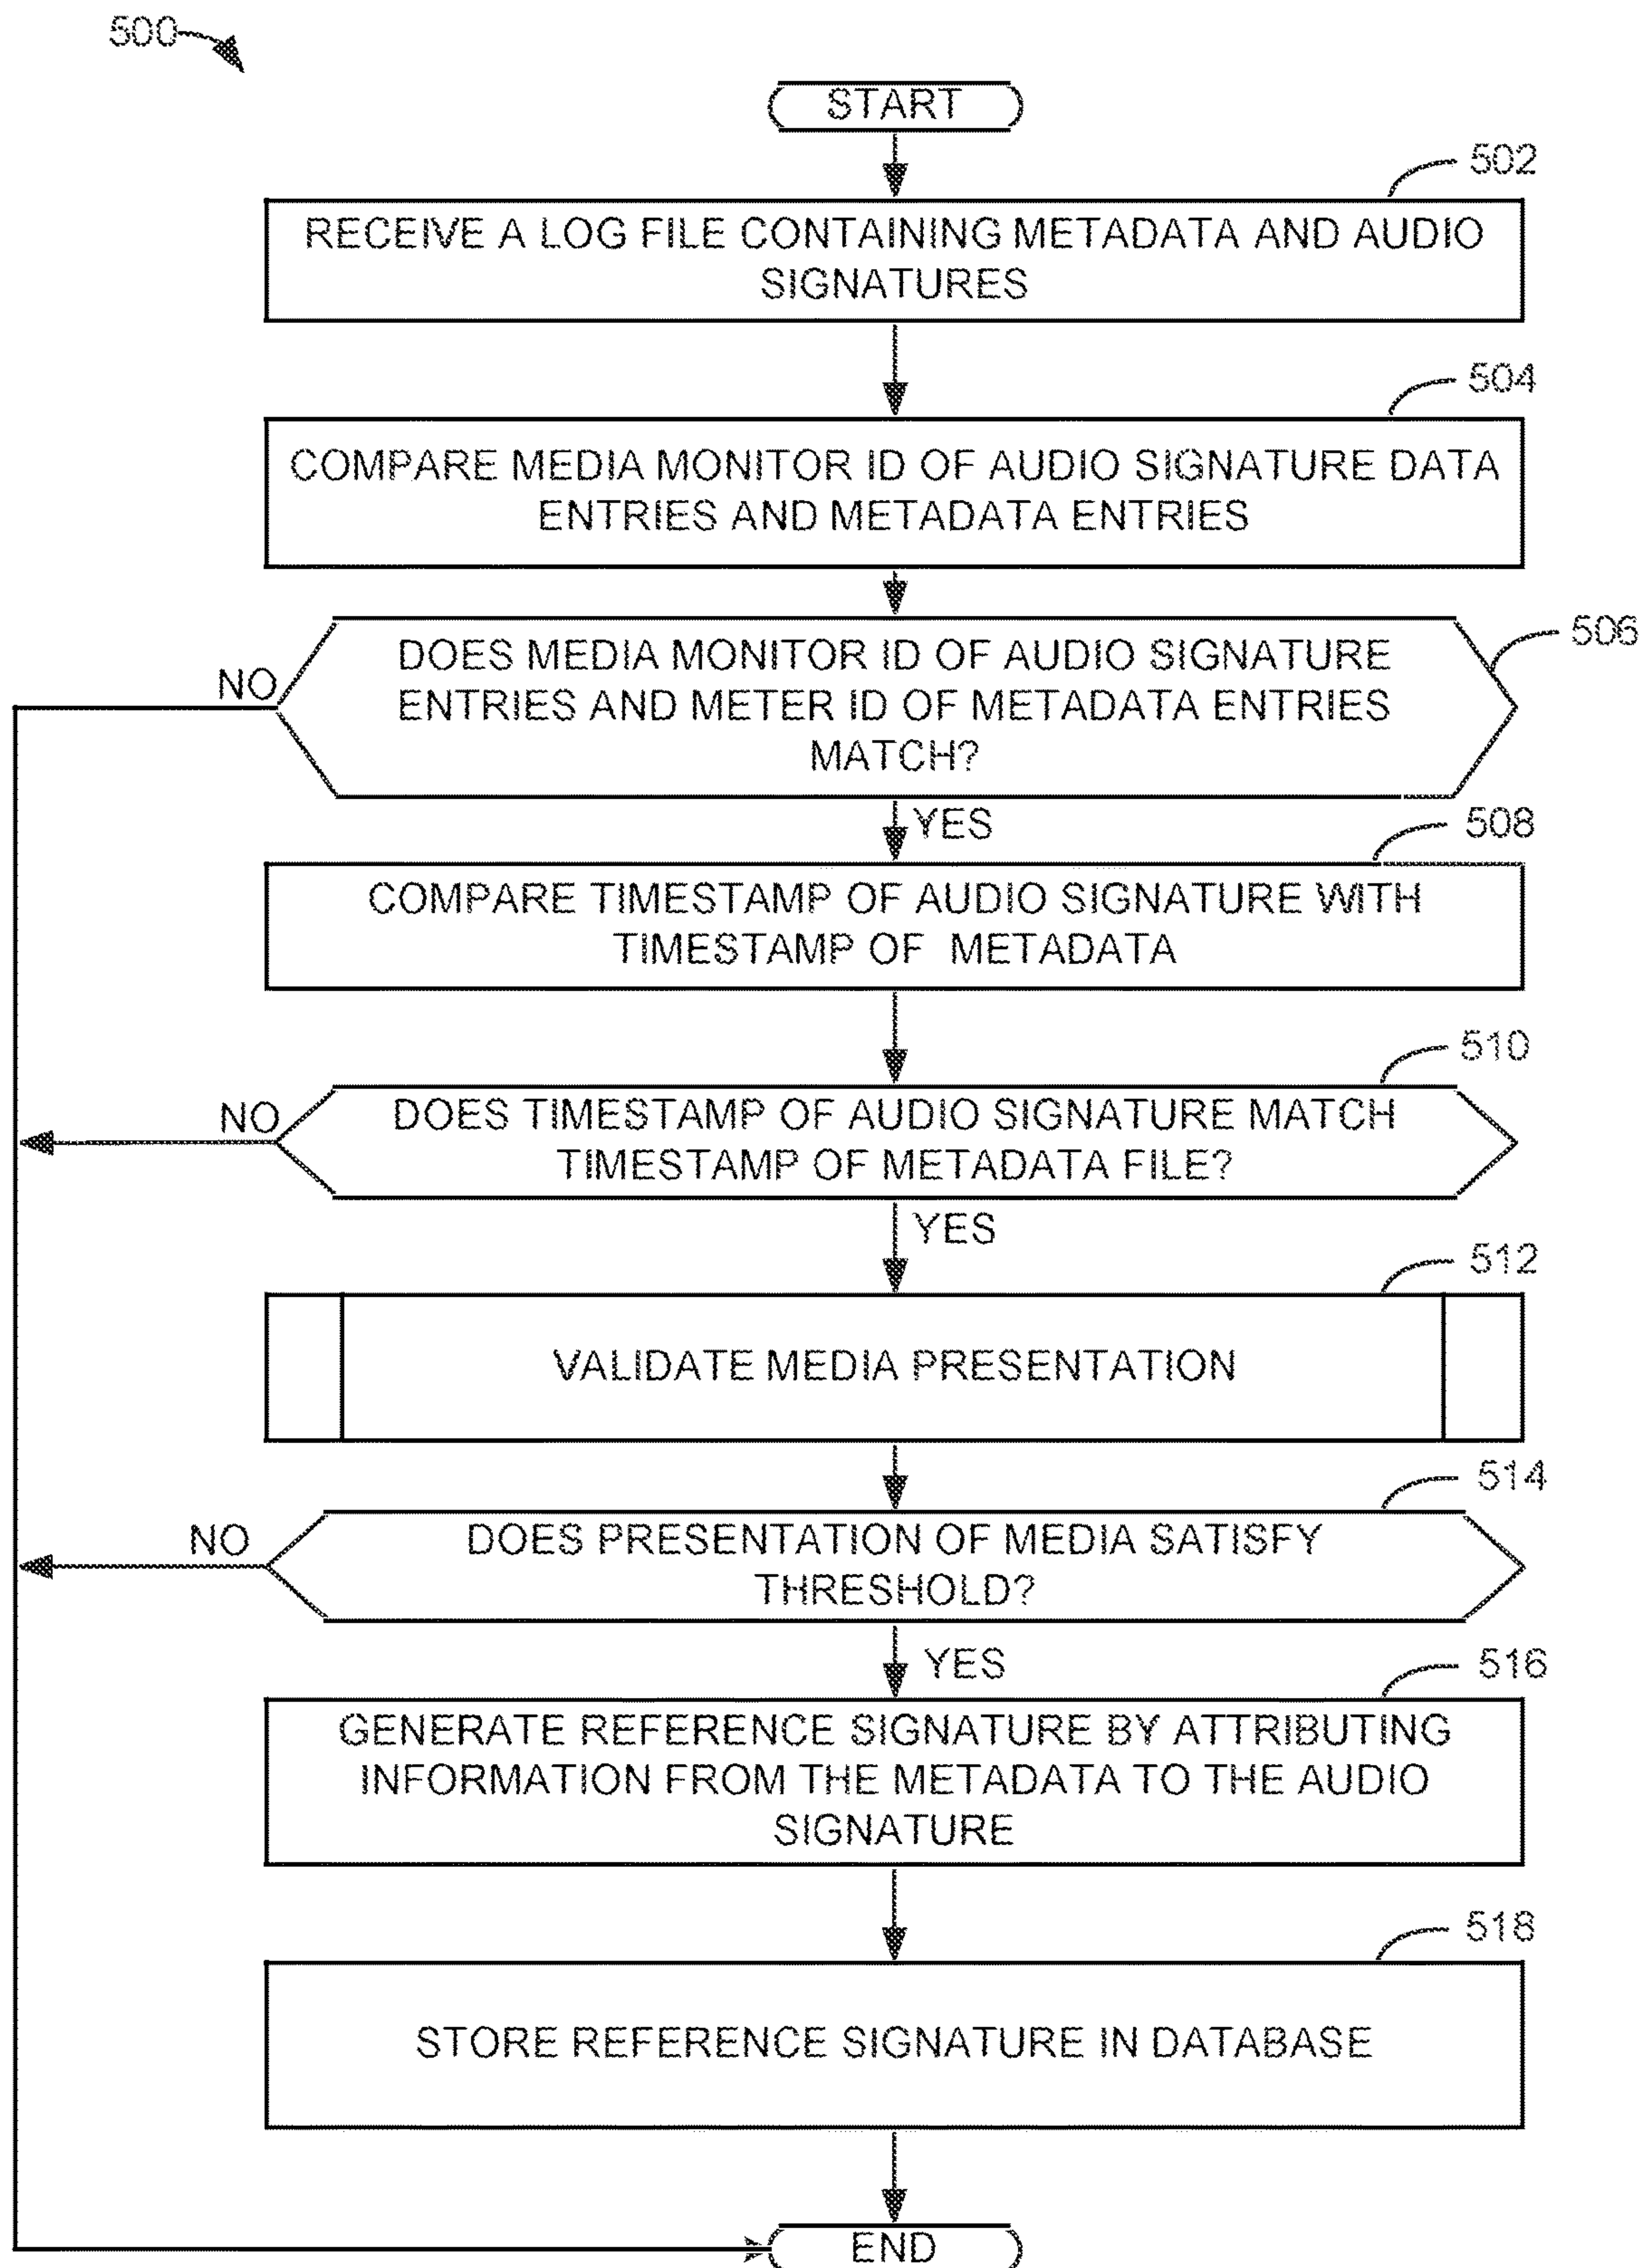 500
START
502
RECEIVE A LOG FILE CONTAINING METADATA AND AUDIO
SIGNATURES
504
COMPARE MEDIA MONITOR ID OF AUDIO SIGNATURE DATA
ENTRIES AND METADATA ENTRIES
506
NO
DOES MEDIA MONITOR ID OF AUDIO SIGNATURE
ENTRIES AND METER ID OF METADATA ENTRIES
MATCH?
YES
508
COMPARE TIMESTAMP OF AUDIO SIGNATURE WITH
TIMESTAMP OF METADATA
510
NO
DOES TIMESTAMP OF AUDIO SIGNATURE MATCH
TIMESTAMP OF METADATA FILE?
YES
512
VALIDATE MEDIA PRESENTATION
514
NO
DOES PRESENTATION OF MEDIA SATISFY
THRESHOLD?
YES
516
GENERATE REFERENCE SIGNATURE BY ATTRIBUTING
INFORMATION FROM THE METADATA TO THE AUDIO
SIGNATURE
518
STORE REFERENCE SIGNATURE IN DATABASE
END